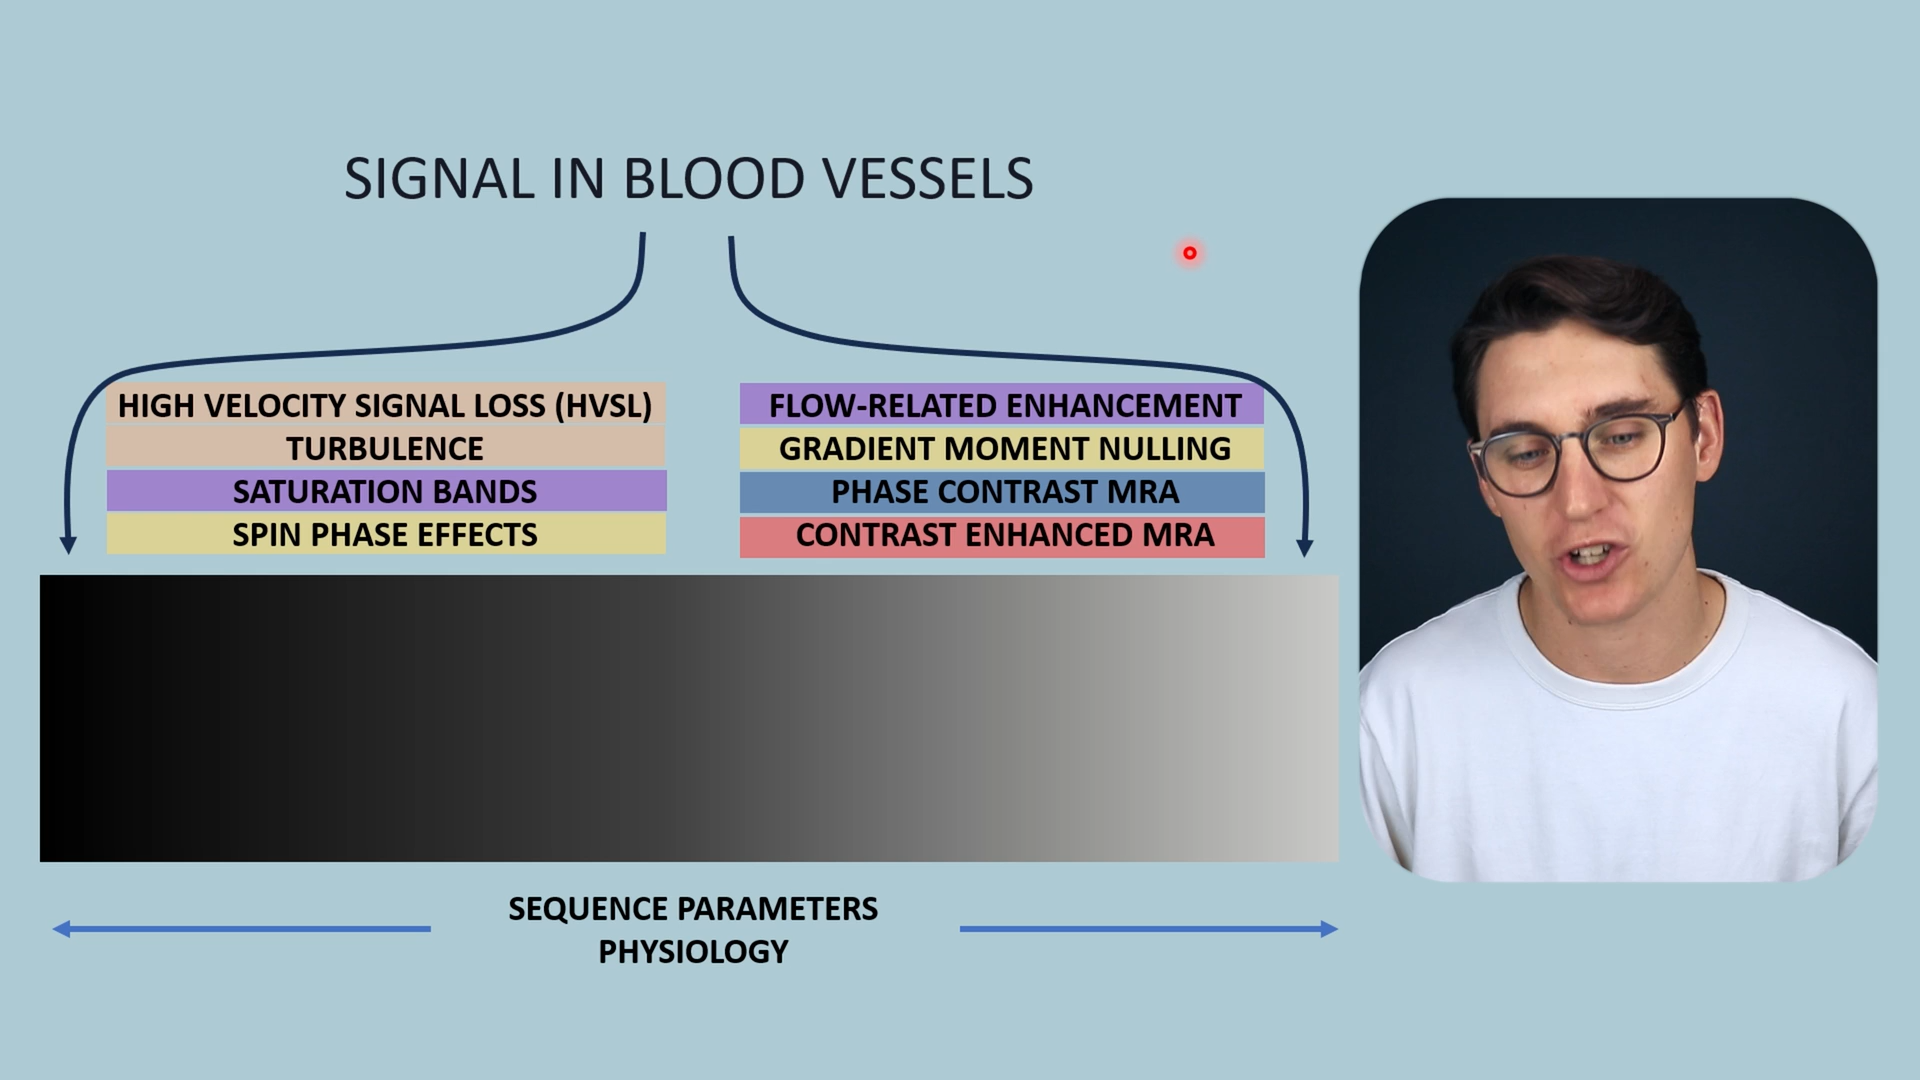 SIGNAL IN BLOOD VESSELS
HIGH VELOCITY SIGNAL LOSS (HVSL)
TURBULENCE
SATURATION BANDS
SPIN PHASE EFFECTS
FLOW-RELATED ENHANCEMENT
GRADIENT MOMENT NULLING
PHASE CONTRAST MRA
CONTRAST ENHANCED MRA
SEQUENCE PARAMETERS
PHYSIOLOGY